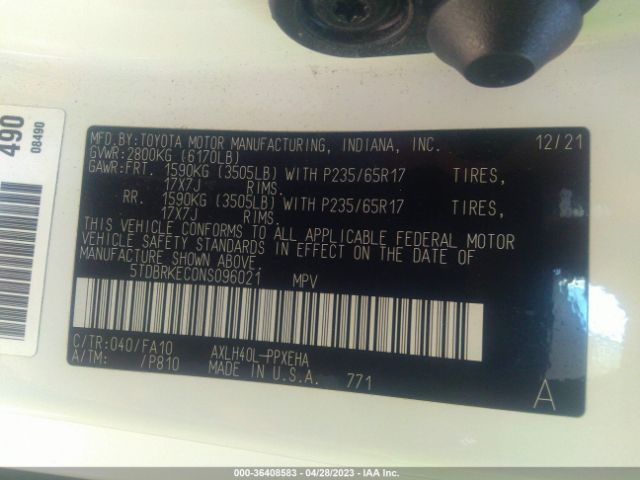 490
08490
MFD.BY:TOYOTA MOTOR MANUFACTURING, INDIANA, INC. 12/21
GVWR:2800KG (6170LB)
GAWR:FRT. 1590KG (3505LB) WITH P235/65R17 TIRES,
17X7J RIMS.
RR. 1590KG (3505LB) WITH P235/65R17 TIRES,
17X7J RIMS.
THIS VEHICLE CONFORMS TO ALL APPLICABLE FEDERAL MOTOR
VEHICLE SAFETY STANDARDS IN EFFECT ON THE DATE OF
MANUFACTURE SHOWN ABOVE.
5TDBRKEC0NS096021 MPV
C/TR:040/FA10 AXLH40L-PPXEHA
A/TM: /P810 MADE IN U.S.A. 771
A
000-36408583 / 04/28/2023 - IAA Inc.